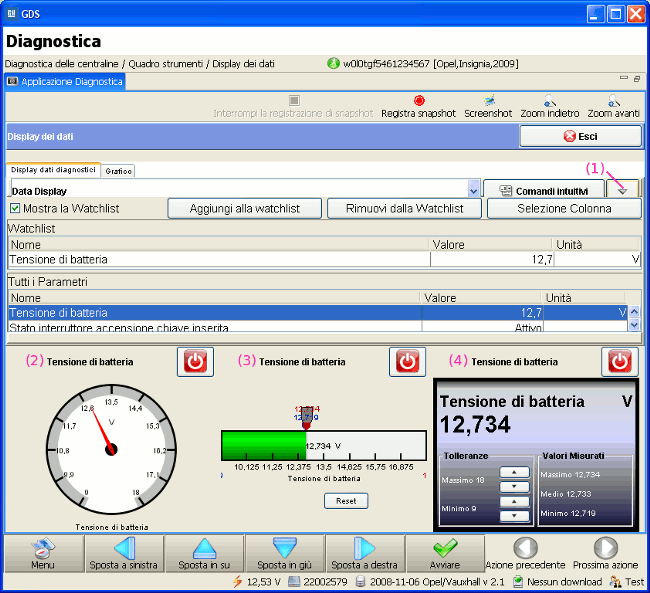 GDS
Diagnostica
Diagnostica delle centraline / Quadro strumenti / Display dei dati
w0l0tgf5461234567 [Opel,Insignia,2009]
Applicazione Diagnostica
Interrompi la registrazione di snapshot
Registra snapshot
Screenshot
Zoom indietro
Zoom avanti
Display dei dati
Esci
Display dati diagnostici
Grafico
(1)
Data Display
Comandi intuitivi
Mostra la Watchlist
Aggiungi alla watchlist
Rimuovi dalla Watchlist
Selezione Colonna
Watchlist
Nome Valore Unità
Tensione di batteria 12,7 V
Tutti i Parametri
Nome Valore Unità
Tensione di batteria 12,7 V
Stato interruttore accensione chiave inserita Attivo
(2) Tensione di batteria
(3) Tensione di batteria
(4) Tensione di batteria
9
9,9
10,8
11,7
12,6
13,5
14,4
15,3
16,2
18
V
Tensione di batteria
12,734
12,719
12,734 V
10,125 11,25 12,375 13,5 14,625 15,75 16,875
Tensione di batteria
Reset
Tensione di batteria V
12,734
Tolleranze
Massimo 18
Minimo 9
Valori Misurati
Massimo 12,734
Medio 12,733
Minimo 12,719
Menu
Sposta a sinistra
Sposta in su
Sposta in giù
Sposta a destra
Avviare
Azione precedente
Prossima azione
12,53 V
22002579
2008-11-06 Opel/Vauxhall v 2.1
Nessun download
Test